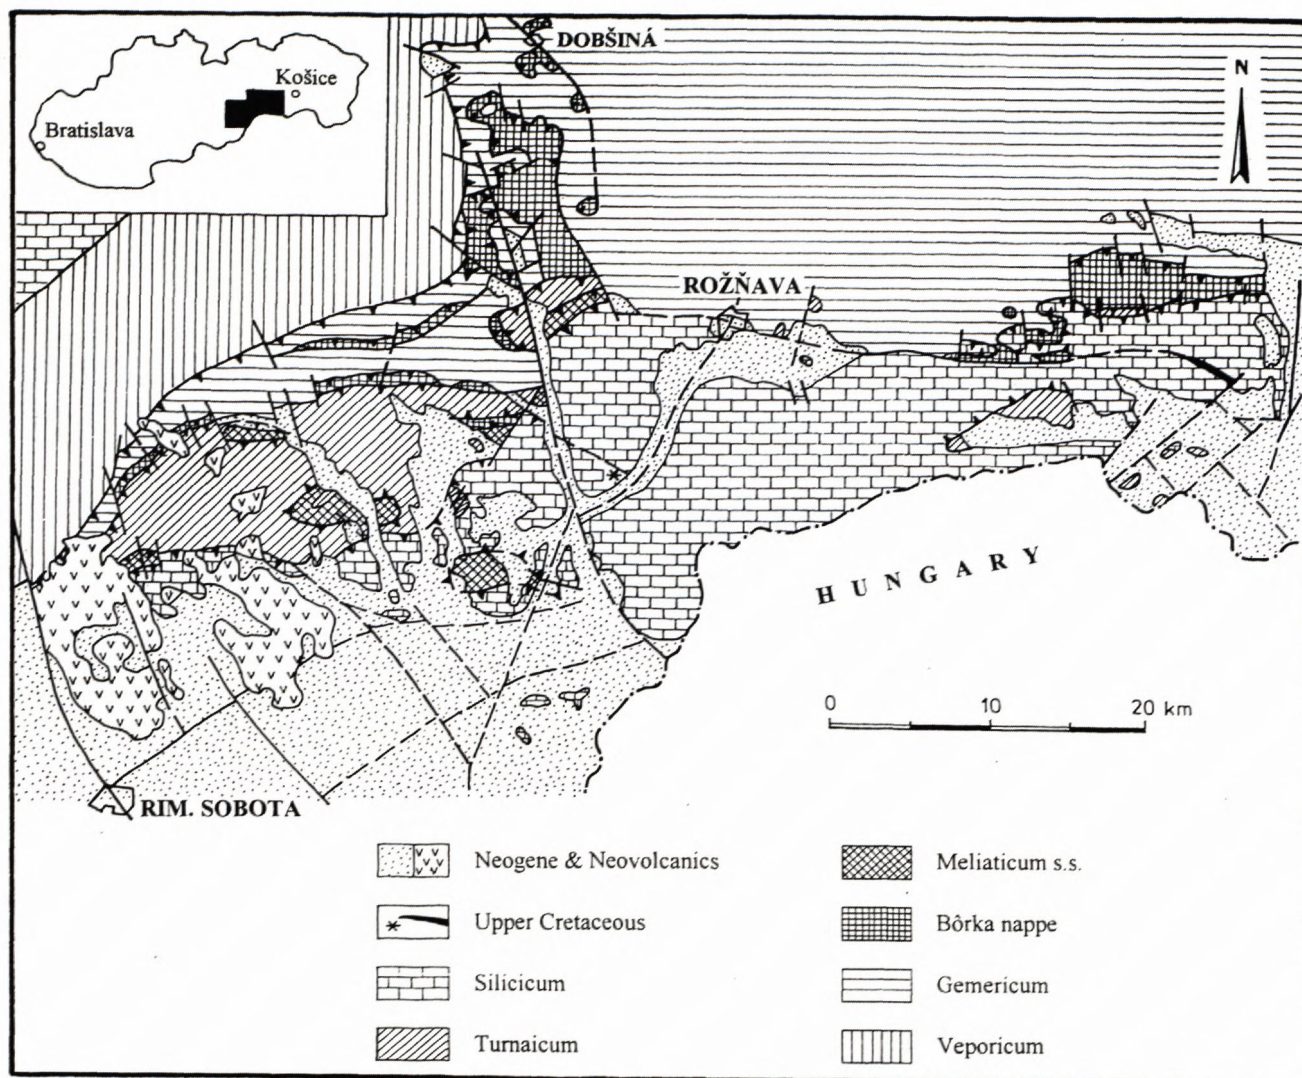 DOBŠINÁ
Košice
Bratislava
N
ROŽŇAVA
HUNGARY
0 10 20 km
RIM. SOBOTA
Neogene & Neovolcanics
Upper Cretaceous
Silicicum
Turnaicum
Meliaticum s.s.
Bôrka nappe
Gemericum
Veporicum